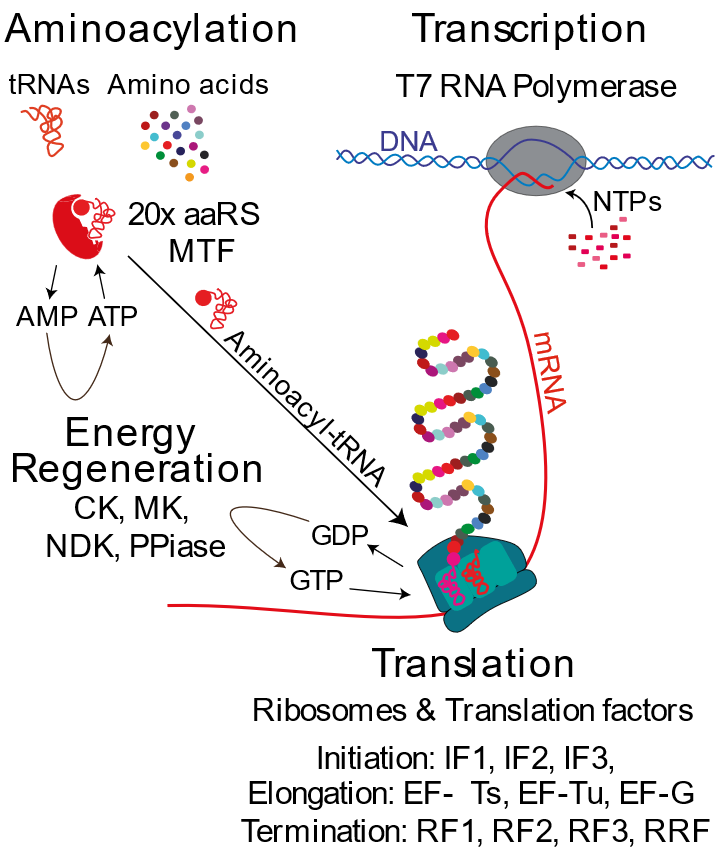 Aminoacylation
tRNAs
Amino acids
20x aaRS
MTF
AMP
ATP
Aminoacyl-tRNA
Energy
Regeneration
CK, MK,
NDK, PPiase
GDP
GTP
Transcription
T7 RNA Polymerase
DNA
NTPs
mRNA
Translation
Ribosomes & Translation factors
Initiation: IF1, IF2, IF3,
Elongation: EF- Ts, EF-Tu, EF-G
Termination: RF1, RF2, RF3, RRF